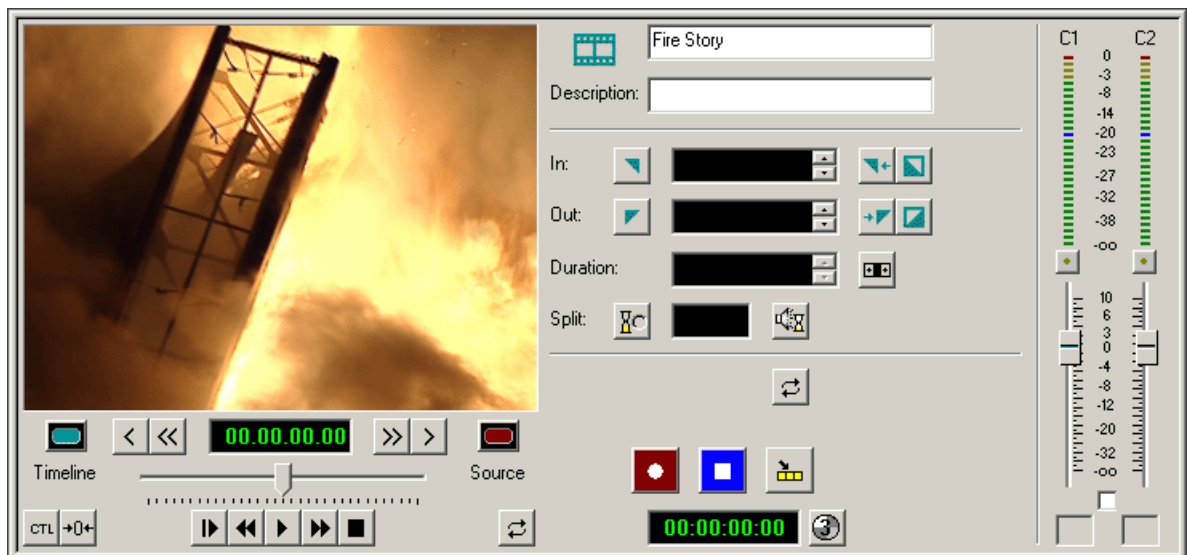 Fire Story
Description:
In:
Out:
Duration:
Split:
< << 00.00.00.00 >> >
Timeline
Source
CTL →0←
00:00:00:00
3
C1 C2
0
-3
-8
-14
-20
-23
-27
-32
-38
-oo
10
6
3
0
-4
-8
-12
-20
-32
-oo